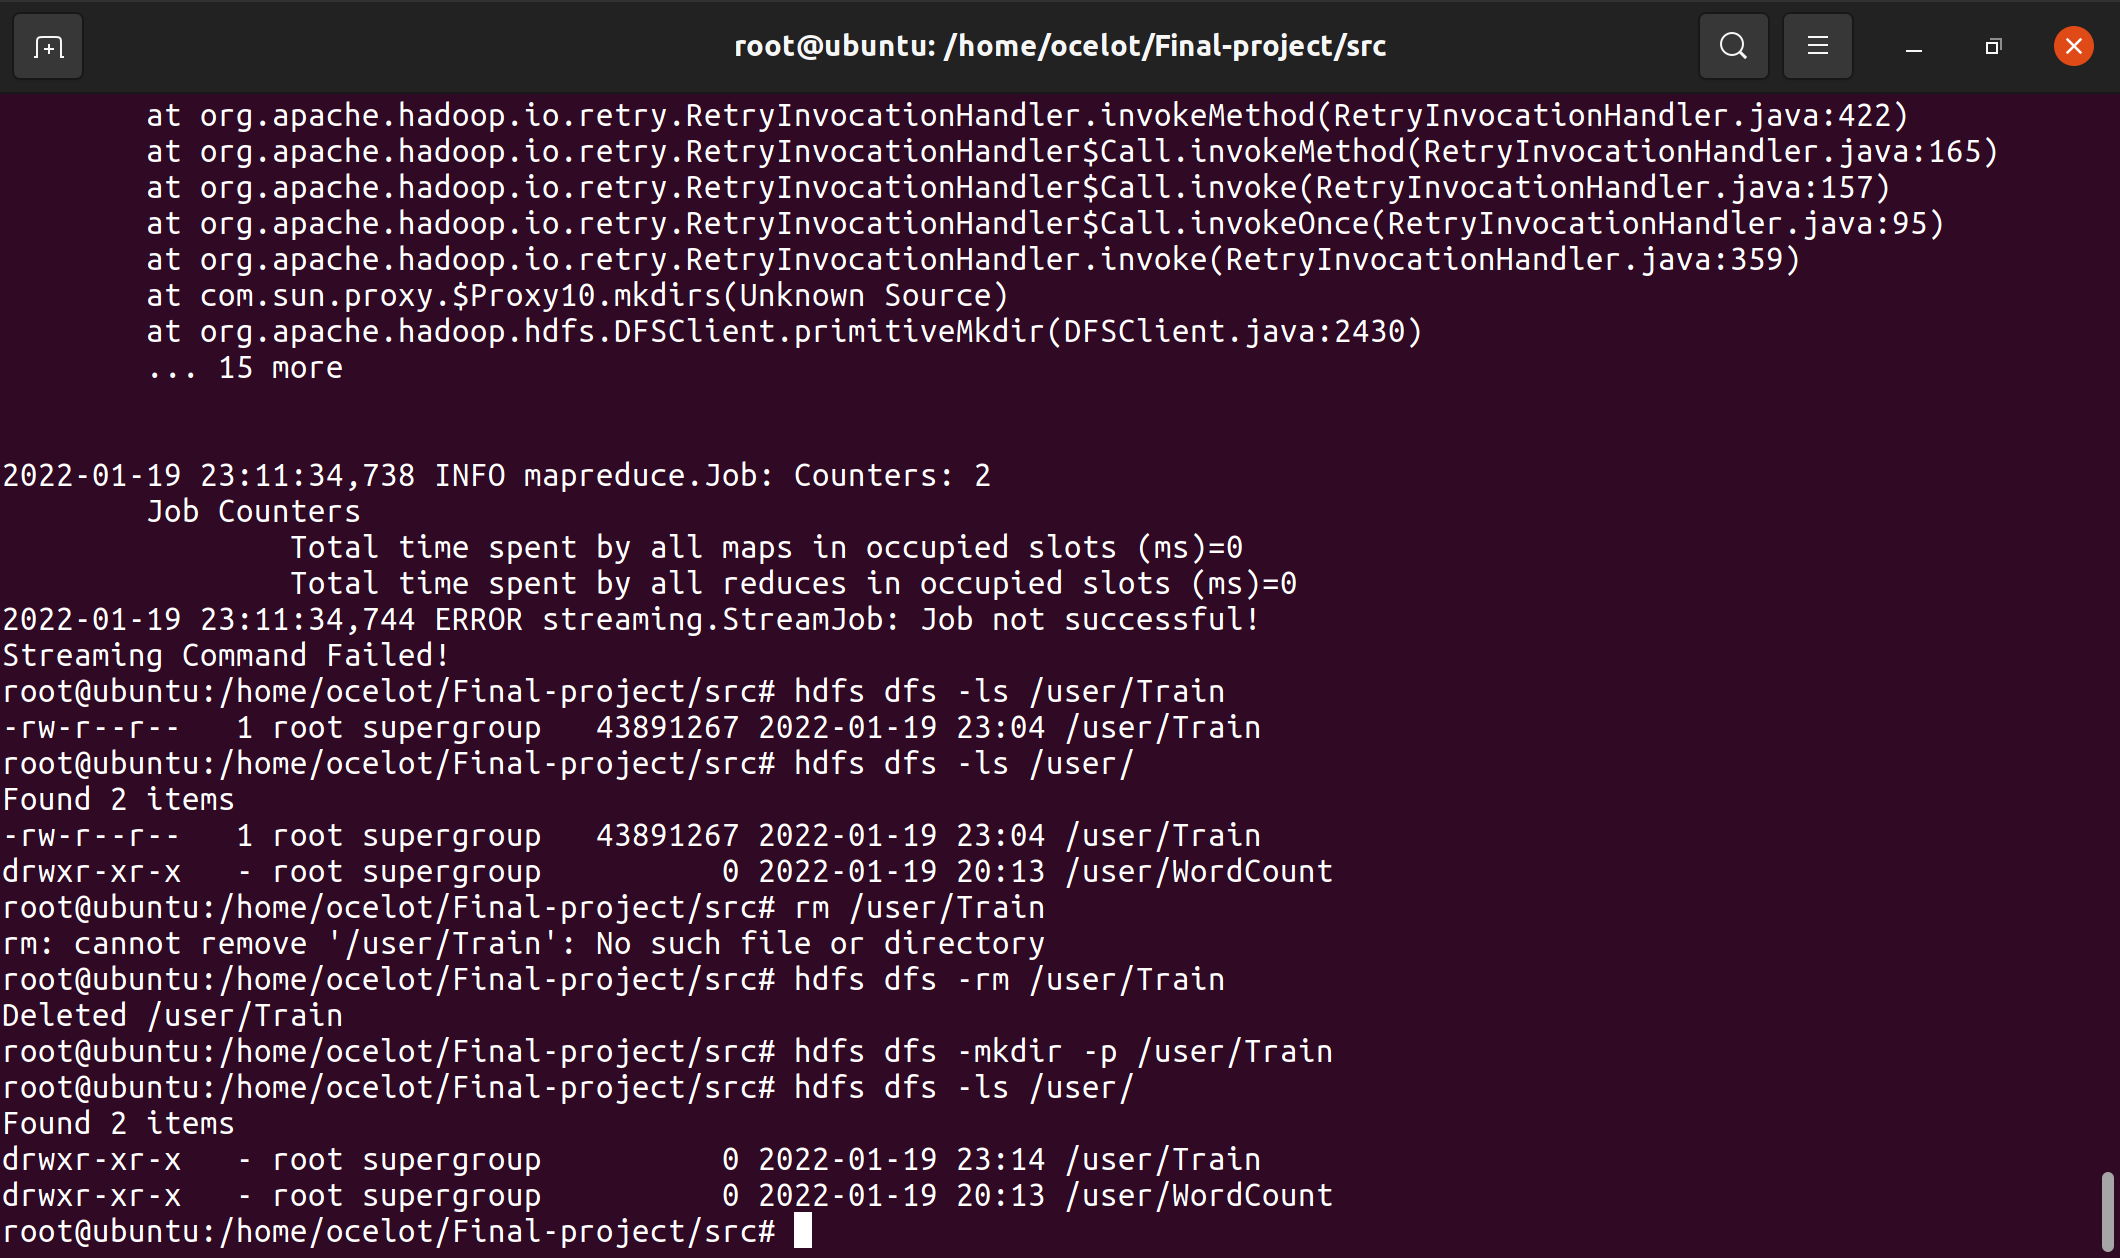 root@ubuntu: /home/ocelot/Final-project/src
at org.apache.hadoop.io.retry.RetryInvocationHandler.invokeMethod(RetryInvocationHandler.java:422)
at org.apache.hadoop.io.retry.RetryInvocationHandler$Call.invokeMethod(RetryInvocationHandler.java:165)
at org.apache.hadoop.io.retry.RetryInvocationHandler$Call.invoke(RetryInvocationHandler.java:157)
at org.apache.hadoop.io.retry.RetryInvocationHandler$Call.invokeOnce(RetryInvocationHandler.java:95)
at org.apache.hadoop.io.retry.RetryInvocationHandler.invoke(RetryInvocationHandler.java:359)
at com.sun.proxy.$Proxy10.mkdirs(Unknown Source)
at org.apache.hadoop.hdfs.DFSClient.primitiveMkdir(DFSClient.java:2430)
... 15 more
2022-01-19 23:11:34,738 INFO mapreduce.Job: Counters: 2
Job Counters
Total time spent by all maps in occupied slots (ms)=0
Total time spent by all reduces in occupied slots (ms)=0
2022-01-19 23:11:34,744 ERROR streaming.StreamJob: Job not successful!
Streaming Command Failed!
root@ubuntu:/home/ocelot/Final-project/src# hdfs dfs -ls /user/Train
-rw-r--r--   1 root supergroup   43891267 2022-01-19 23:04 /user/Train
root@ubuntu:/home/ocelot/Final-project/src# hdfs dfs -ls /user/
Found 2 items
-rw-r--r--   1 root supergroup   43891267 2022-01-19 23:04 /user/Train
drwxr-xr-x   - root supergroup          0 2022-01-19 20:13 /user/WordCount
root@ubuntu:/home/ocelot/Final-project/src# rm /user/Train
rm: cannot remove '/user/Train': No such file or directory
root@ubuntu:/home/ocelot/Final-project/src# hdfs dfs -rm /user/Train
Deleted /user/Train
root@ubuntu:/home/ocelot/Final-project/src# hdfs dfs -mkdir -p /user/Train
root@ubuntu:/home/ocelot/Final-project/src# hdfs dfs -ls /user/
Found 2 items
drwxr-xr-x   - root supergroup          0 2022-01-19 23:14 /user/Train
drwxr-xr-x   - root supergroup          0 2022-01-19 20:13 /user/WordCount
root@ubuntu:/home/ocelot/Final-project/src#